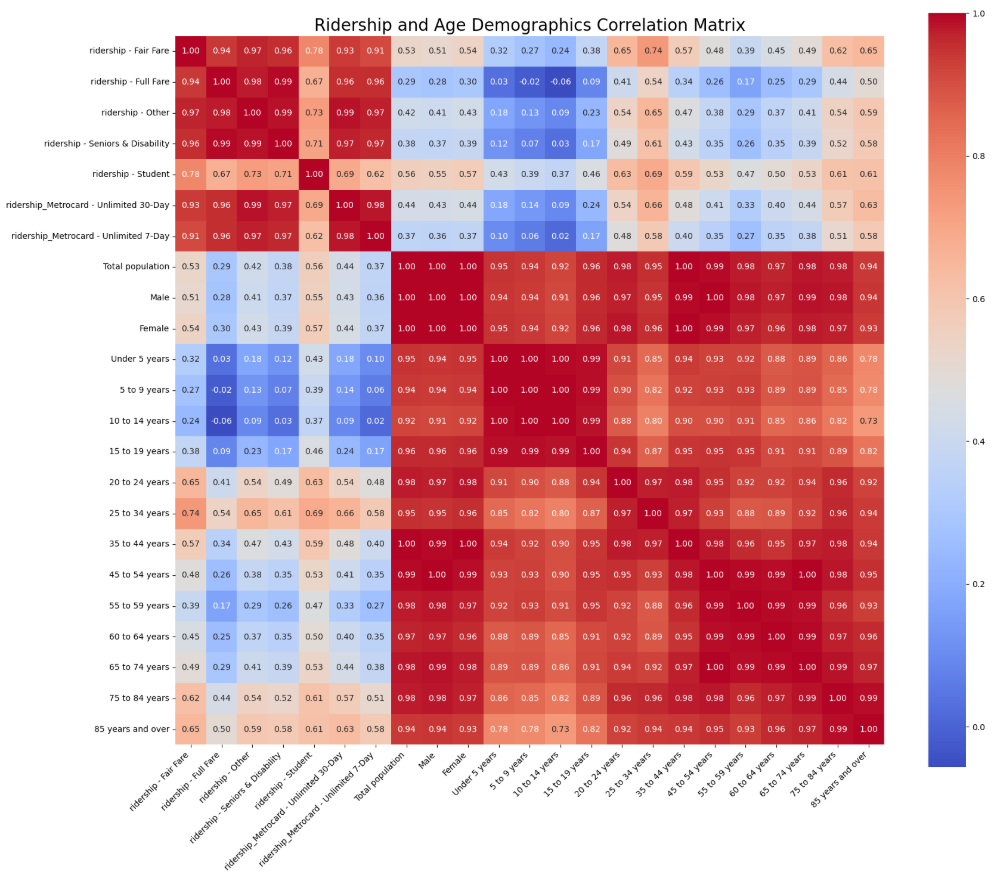 Ridership and Age Demographics Correlation Matrix
ridership - Fair Fare 1.00 0.94 0.97 0.96 0.78 0.93 0.91 0.53 0.51 0.54 0.32 0.27 0.24 0.38 0.65 0.74 0.57 0.48 0.39 0.45 0.49 0.62 0.65
ridership - Full Fare 0.94 1.00 0.98 0.99 0.67 0.96 0.96 0.29 0.28 0.30 0.03 -0.02 -0.06 0.09 0.41 0.54 0.34 0.26 0.17 0.25 0.29 0.44 0.50
ridership - Other 0.97 0.98 1.00 0.99 0.73 0.99 0.97 0.42 0.41 0.43 0.18 0.13 0.09 0.23 0.54 0.65 0.47 0.38 0.29 0.37 0.41 0.54 0.59
ridership - Seniors & Disability 0.96 0.99 0.99 1.00 0.71 0.97 0.97 0.38 0.37 0.39 0.12 0.07 0.03 0.17 0.49 0.61 0.43 0.35 0.26 0.35 0.39 0.52 0.58
ridership - Student 0.78 0.67 0.73 0.71 1.00 0.69 0.62 0.56 0.55 0.57 0.43 0.39 0.37 0.46 0.63 0.69 0.59 0.53 0.47 0.50 0.53 0.61 0.61
ridership_Metrocard - Unlimited 30-Day 0.93 0.96 0.99 0.97 0.69 1.00 0.98 0.44 0.43 0.44 0.18 0.14 0.09 0.24 0.54 0.66 0.48 0.41 0.33 0.40 0.44 0.57 0.63
ridership_Metrocard - Unlimited 7-Day 0.91 0.96 0.97 0.97 0.62 0.98 1.00 0.37 0.36 0.37 0.10 0.06 0.02 0.17 0.48 0.58 0.40 0.35 0.27 0.35 0.38 0.51 0.58
Total population 0.53 0.29 0.42 0.38 0.56 0.44 0.37 1.00 1.00 1.00 0.95 0.94 0.92 0.96 0.98 0.95 1.00 0.99 0.98 0.97 0.98 0.98 0.94
Male 0.51 0.28 0.41 0.37 0.55 0.43 0.36 1.00 1.00 1.00 0.94 0.94 0.91 0.96 0.97 0.95 0.99 1.00 0.98 0.97 0.99 0.98 0.94
Female 0.54 0.30 0.43 0.39 0.57 0.44 0.37 1.00 1.00 1.00 0.95 0.94 0.92 0.96 0.98 0.96 1.00 0.99 0.97 0.96 0.98 0.97 0.93
Under 5 years 0.32 0.03 0.18 0.12 0.43 0.18 0.10 0.95 0.94 0.95 1.00 1.00 1.00 0.99 0.91 0.85 0.94 0.93 0.92 0.88 0.89 0.86 0.78
5 to 9 years 0.27 -0.02 0.13 0.07 0.39 0.14 0.06 0.94 0.94 0.94 1.00 1.00 1.00 0.99 0.90 0.82 0.92 0.93 0.93 0.89 0.89 0.85 0.78
10 to 14 years 0.24 -0.06 0.09 0.03 0.37 0.09 0.02 0.92 0.91 0.92 1.00 1.00 1.00 0.99 0.88 0.80 0.90 0.90 0.91 0.85 0.86 0.82 0.73
15 to 19 years 0.38 0.09 0.23 0.17 0.46 0.24 0.17 0.96 0.96 0.96 0.99 0.99 0.99 1.00 0.94 0.87 0.95 0.95 0.95 0.91 0.91 0.89 0.82
20 to 24 years 0.65 0.41 0.54 0.49 0.63 0.54 0.48 0.98 0.97 0.98 0.91 0.90 0.88 0.94 1.00 0.97 0.98 0.95 0.92 0.92 0.94 0.96 0.92
25 to 34 years 0.74 0.54 0.65 0.61 0.69 0.66 0.58 0.95 0.95 0.96 0.85 0.82 0.80 0.87 0.97 1.00 0.97 0.93 0.88 0.89 0.92 0.96 0.94
35 to 44 years 0.57 0.34 0.47 0.43 0.59 0.48 0.40 1.00 0.99 1.00 0.94 0.92 0.90 0.95 0.98 0.97 1.00 0.98 0.96 0.95 0.97 0.98 0.94
45 to 54 years 0.48 0.26 0.38 0.35 0.53 0.41 0.35 0.99 1.00 0.99 0.93 0.93 0.90 0.95 0.95 0.93 0.98 1.00 0.99 0.99 1.00 0.98 0.95
55 to 59 years 0.39 0.17 0.29 0.26 0.47 0.33 0.27 0.98 0.98 0.97 0.92 0.93 0.91 0.95 0.92 0.88 0.96 0.99 1.00 0.99 0.99 0.96 0.93
60 to 64 years 0.45 0.25 0.37 0.35 0.50 0.40 0.35 0.97 0.97 0.96 0.88 0.89 0.85 0.91 0.92 0.89 0.95 0.99 0.99 1.00 0.99 0.97 0.96
65 to 74 years 0.49 0.29 0.41 0.39 0.53 0.44 0.38 0.98 0.99 0.98 0.89 0.89 0.86 0.91 0.94 0.92 0.97 1.00 0.99 0.99 1.00 0.99 0.97
75 to 84 years 0.62 0.44 0.54 0.52 0.61 0.57 0.51 0.98 0.98 0.97 0.86 0.85 0.82 0.89 0.96 0.96 0.98 0.98 0.96 0.97 0.99 1.00 0.99
85 years and over 0.65 0.50 0.59 0.58 0.61 0.63 0.58 0.94 0.94 0.93 0.78 0.78 0.73 0.82 0.92 0.94 0.94 0.95 0.93 0.96 0.97 0.99 1.00
ridership - Fair Fare
ridership - Full Fare
ridership - Other
ridership - Seniors & Disability
ridership - Student
ridership_Metrocard - Unlimited 30-Day
ridership_Metrocard - Unlimited 7-Day
Total population
Male
Female
Under 5 years
5 to 9 years
10 to 14 years
15 to 19 years
20 to 24 years
25 to 34 years
35 to 44 years
45 to 54 years
55 to 59 years
60 to 64 years
65 to 74 years
75 to 84 years
85 years and over
1.0
0.8
0.6
0.4
0.2
0.0